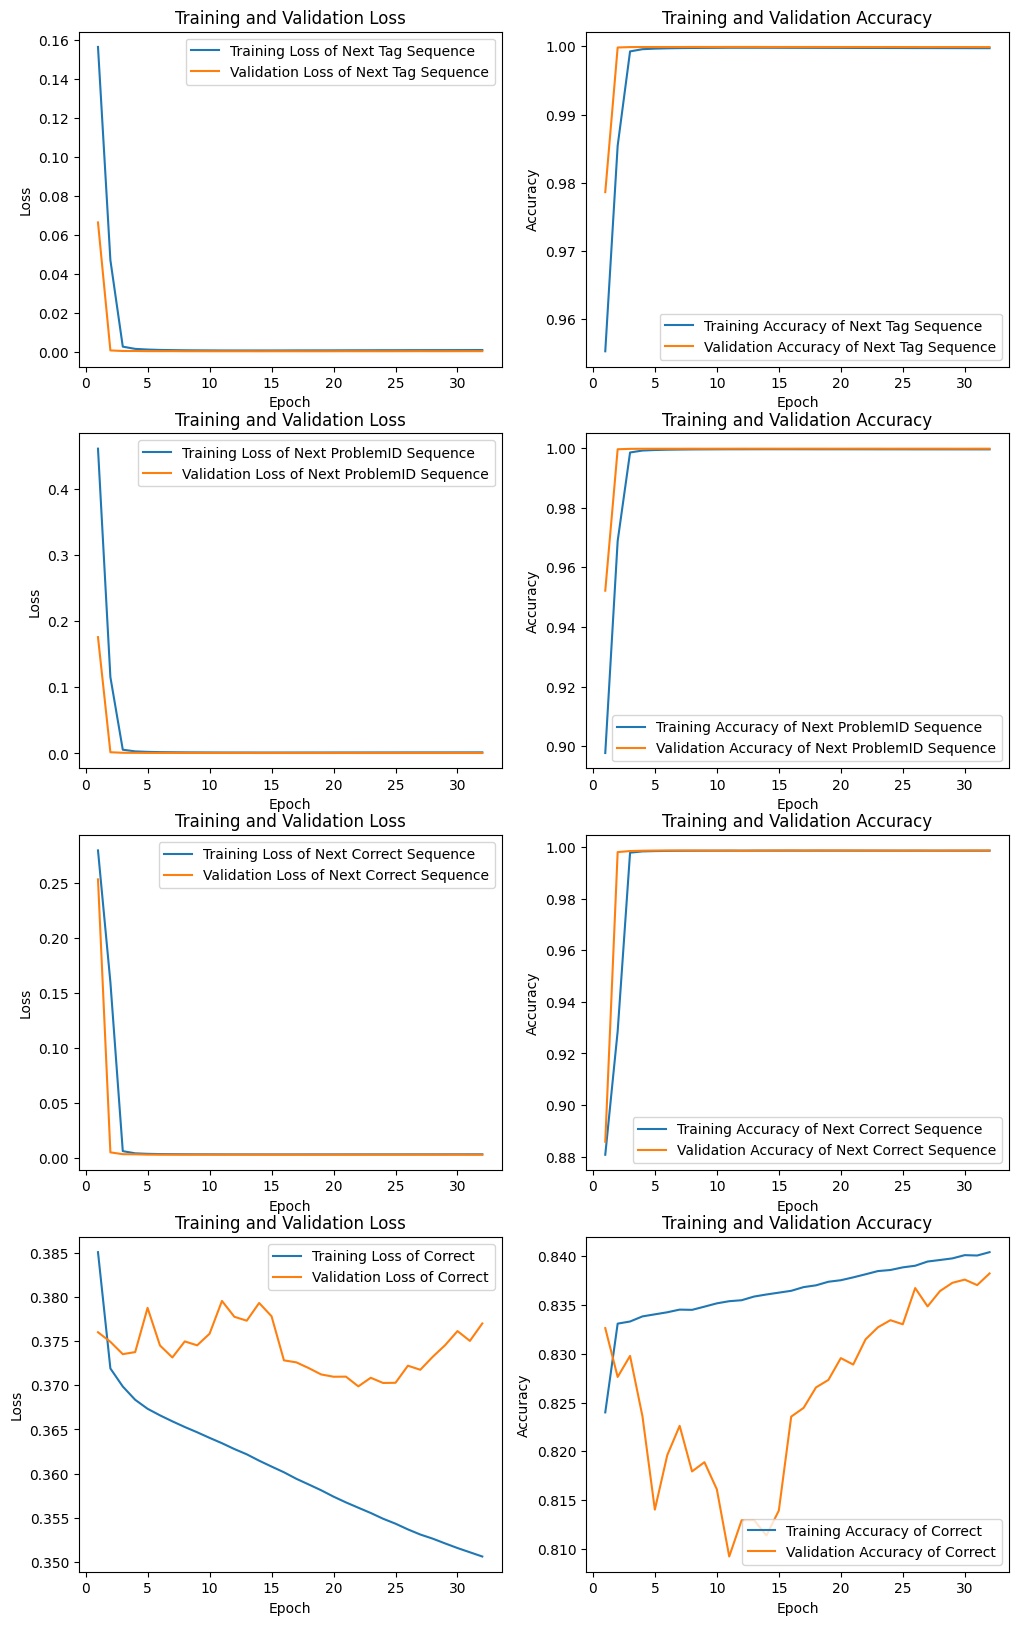 Training and Validation Loss
Training Loss of Next Tag Sequence
Validation Loss of Next Tag Sequence
0.16
0.14
0.12
0.10
0.08
0.06
0.04
0.02
0.00
Loss
0 5 10 15 20 25 30
Epoch
Training and Validation Accuracy
1.00
0.99
0.98
0.97
0.96
Accuracy
Training Accuracy of Next Tag Sequence
Validation Accuracy of Next Tag Sequence
0 5 10 15 20 25 30
Epoch
Training and Validation Loss
Training Loss of Next ProblemID Sequence
Validation Loss of Next ProblemID Sequence
0.4
0.3
0.2
0.1
0.0
Loss
0 5 10 15 20 25 30
Epoch
Training and Validation Accuracy
1.00
0.98
0.96
0.94
0.92
0.90
Accuracy
Training Accuracy of Next ProblemID Sequence
Validation Accuracy of Next ProblemID Sequence
0 5 10 15 20 25 30
Epoch
Training and Validation Loss
Training Loss of Next Correct Sequence
Validation Loss of Next Correct Sequence
0.25
0.20
0.15
0.10
0.05
0.00
Loss
0 5 10 15 20 25 30
Epoch
Training and Validation Accuracy
1.00
0.98
0.96
0.94
0.92
0.90
0.88
Accuracy
Training Accuracy of Next Correct Sequence
Validation Accuracy of Next Correct Sequence
0 5 10 15 20 25 30
Epoch
Training and Validation Loss
Training Loss of Correct
Validation Loss of Correct
0.385
0.380
0.375
0.370
0.365
0.360
0.355
0.350
Loss
0 5 10 15 20 25 30
Epoch
Training and Validation Accuracy
0.840
0.835
0.830
0.825
0.820
0.815
0.810
Accuracy
Training Accuracy of Correct
Validation Accuracy of Correct
0 5 10 15 20 25 30
Epoch